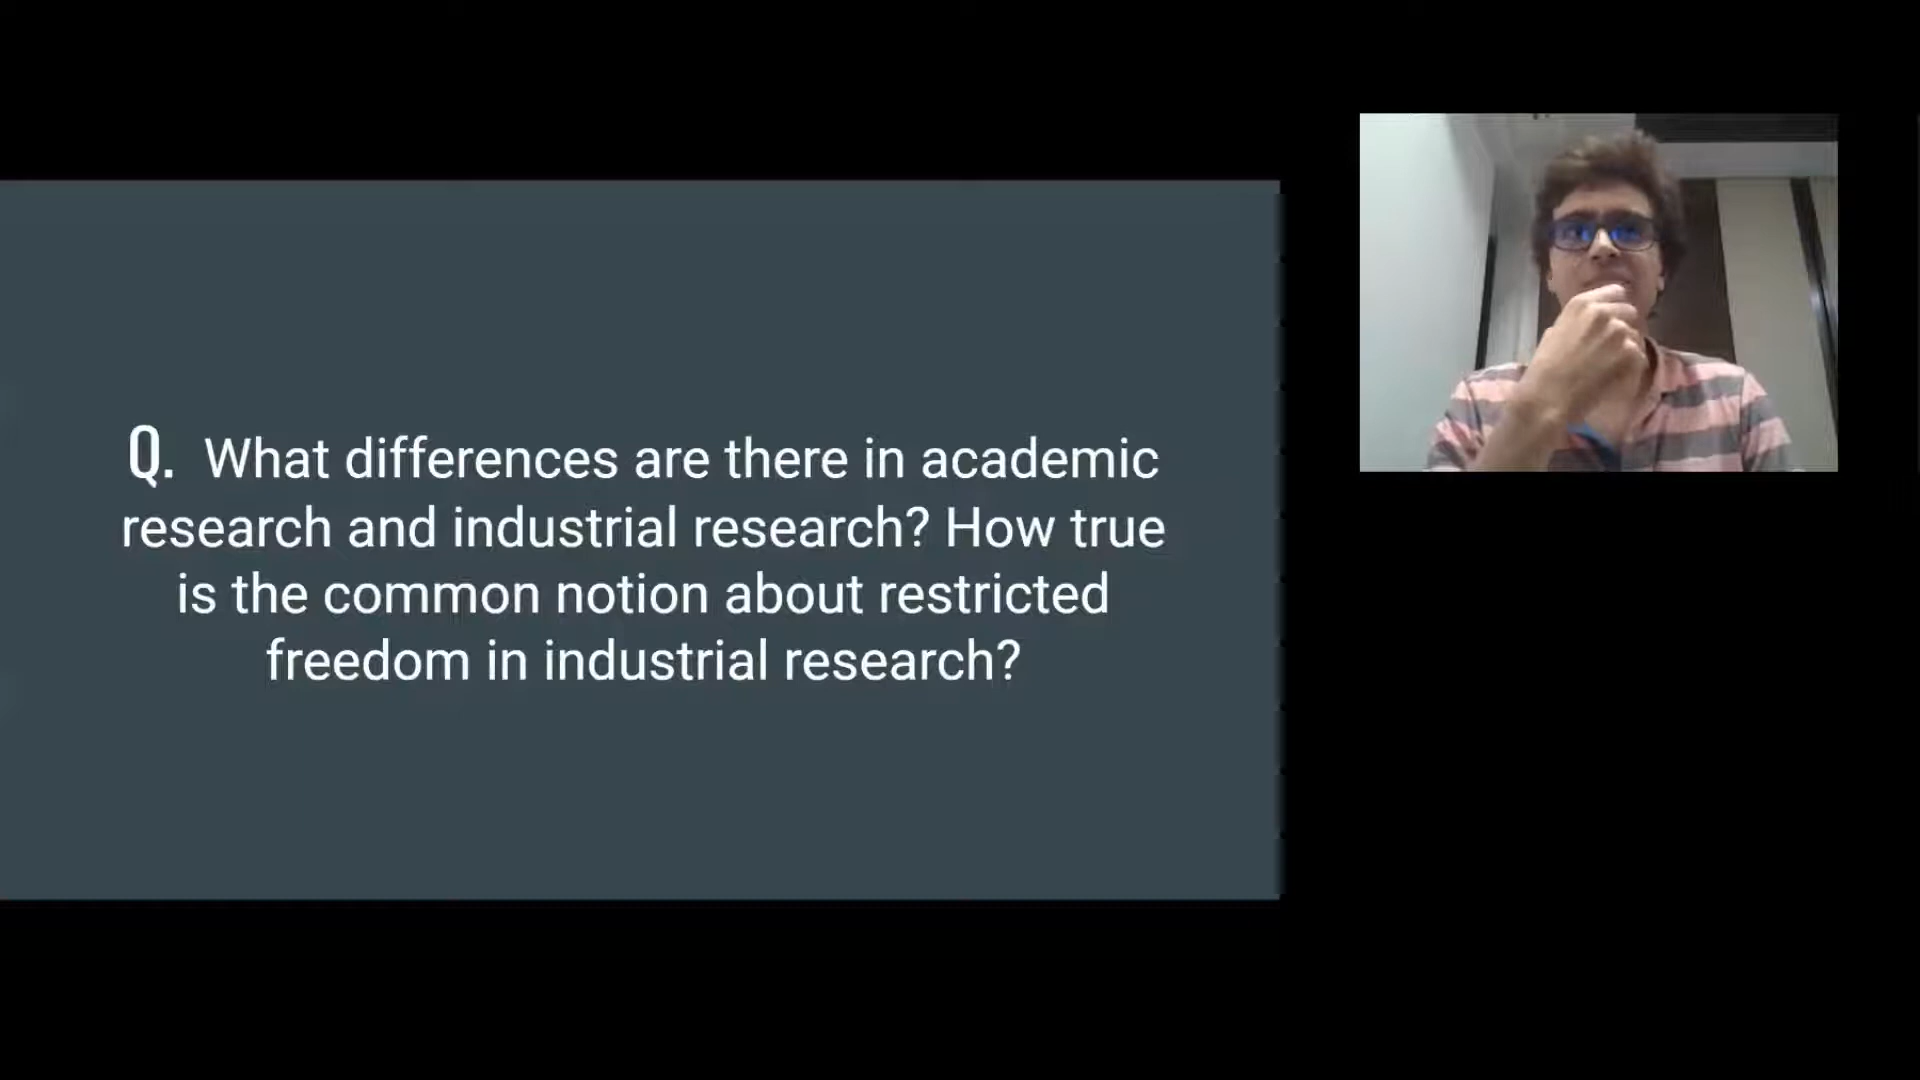 Q. What differences are there in academic
research and industrial research? How true
is the common notion about restricted
freedom in industrial research?